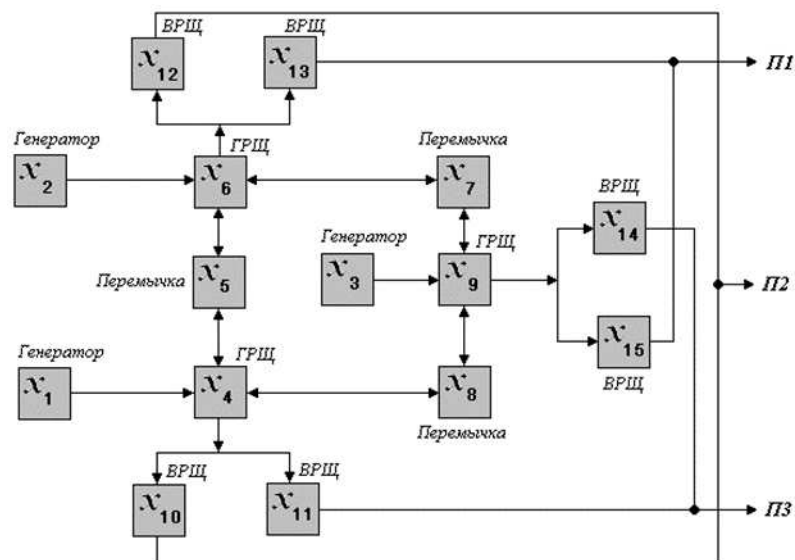 ВРЩ ВРЩ
x12 x13 П1
Генератор ГРЩ Перемычка
x2 x6 x7 ВРЩ
x14
Генератор ГРЩ
Перемычка x5 x3 x9 П2
Генератор ГРЩ x15
ВРЩ
x1 x4 x8
Перемычка
ВРЩ ВРЩ
x10 x11 П3